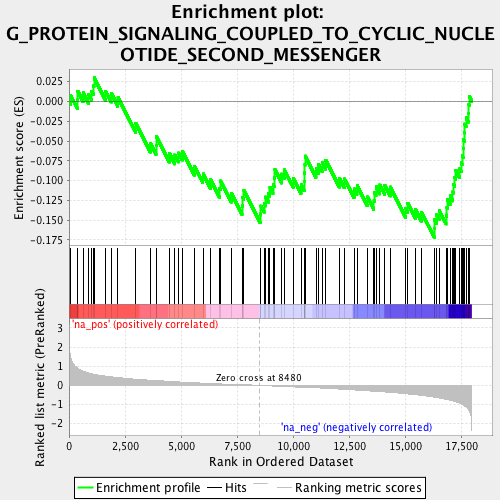 Enrichment plot:
G_PROTEIN_SIGNALING_COUPLED_TO_CYCLIC_NUCLE
OTIDE_SECOND_MESSENGER
Enrichment score (ES)
0.025
0.000
-0.025
-0.050
-0.075
-0.100
-0.125
-0.150
-0.175
'na_pos' (positively correlated)
Ranked list metric (PreRanked)
3
2
1
0
-1
-2
Zero cross at 8480
'na_neg' (negatively correlated)
0
2,500
5,000
7,500
10,000
12,500
15,000
17,500
Rank in Ordered Dataset
Enrichment profile
Hits
Ranking metric scores